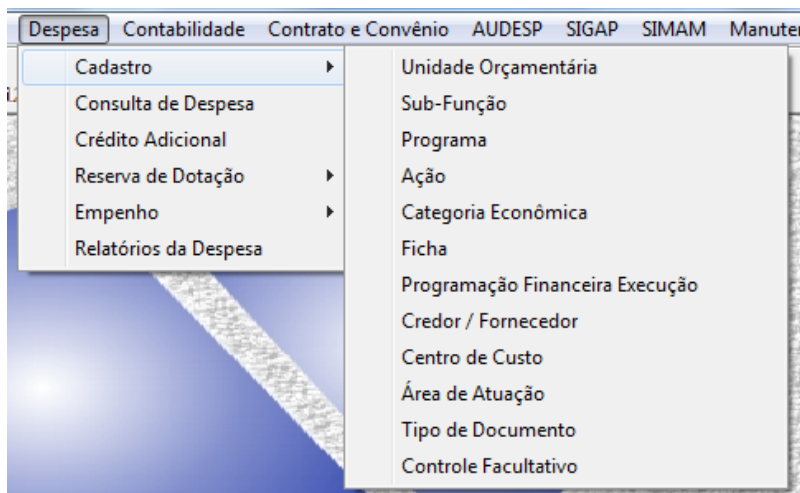 Despesa Contabilidade Contrato e Convênio AUDESP SIGAP SIMAM
Cadastro
Consulta de Despesa
Crédito Adicional
Reserva de Dotação
Empenho
Relatórios da Despesa
Unidade Orçamentária
Sub-Função
Programa
Ação
Categoria Econômica
Ficha
Programação Financeira Execução
Credor / Fornecedor
Centro de Custo
Área de Atuação
Tipo de Documento
Controle Facultativo